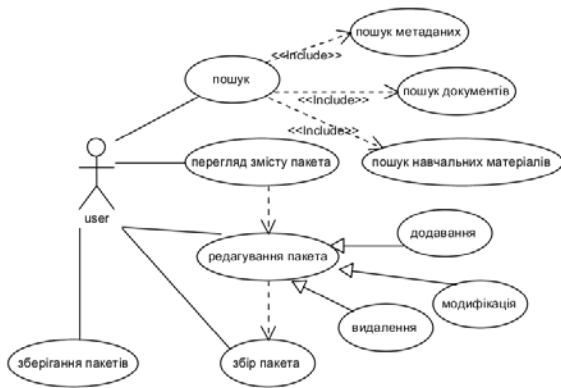 пошук метаданих
<<Include>>
пошук
<<Include>>
пошук документів
<<Include>>
перегляд змісту пакета
пошук навчальних матеріалів
user
додавання
редагування пакета
модифікація
видалення
зберігання пакетів
збір пакета